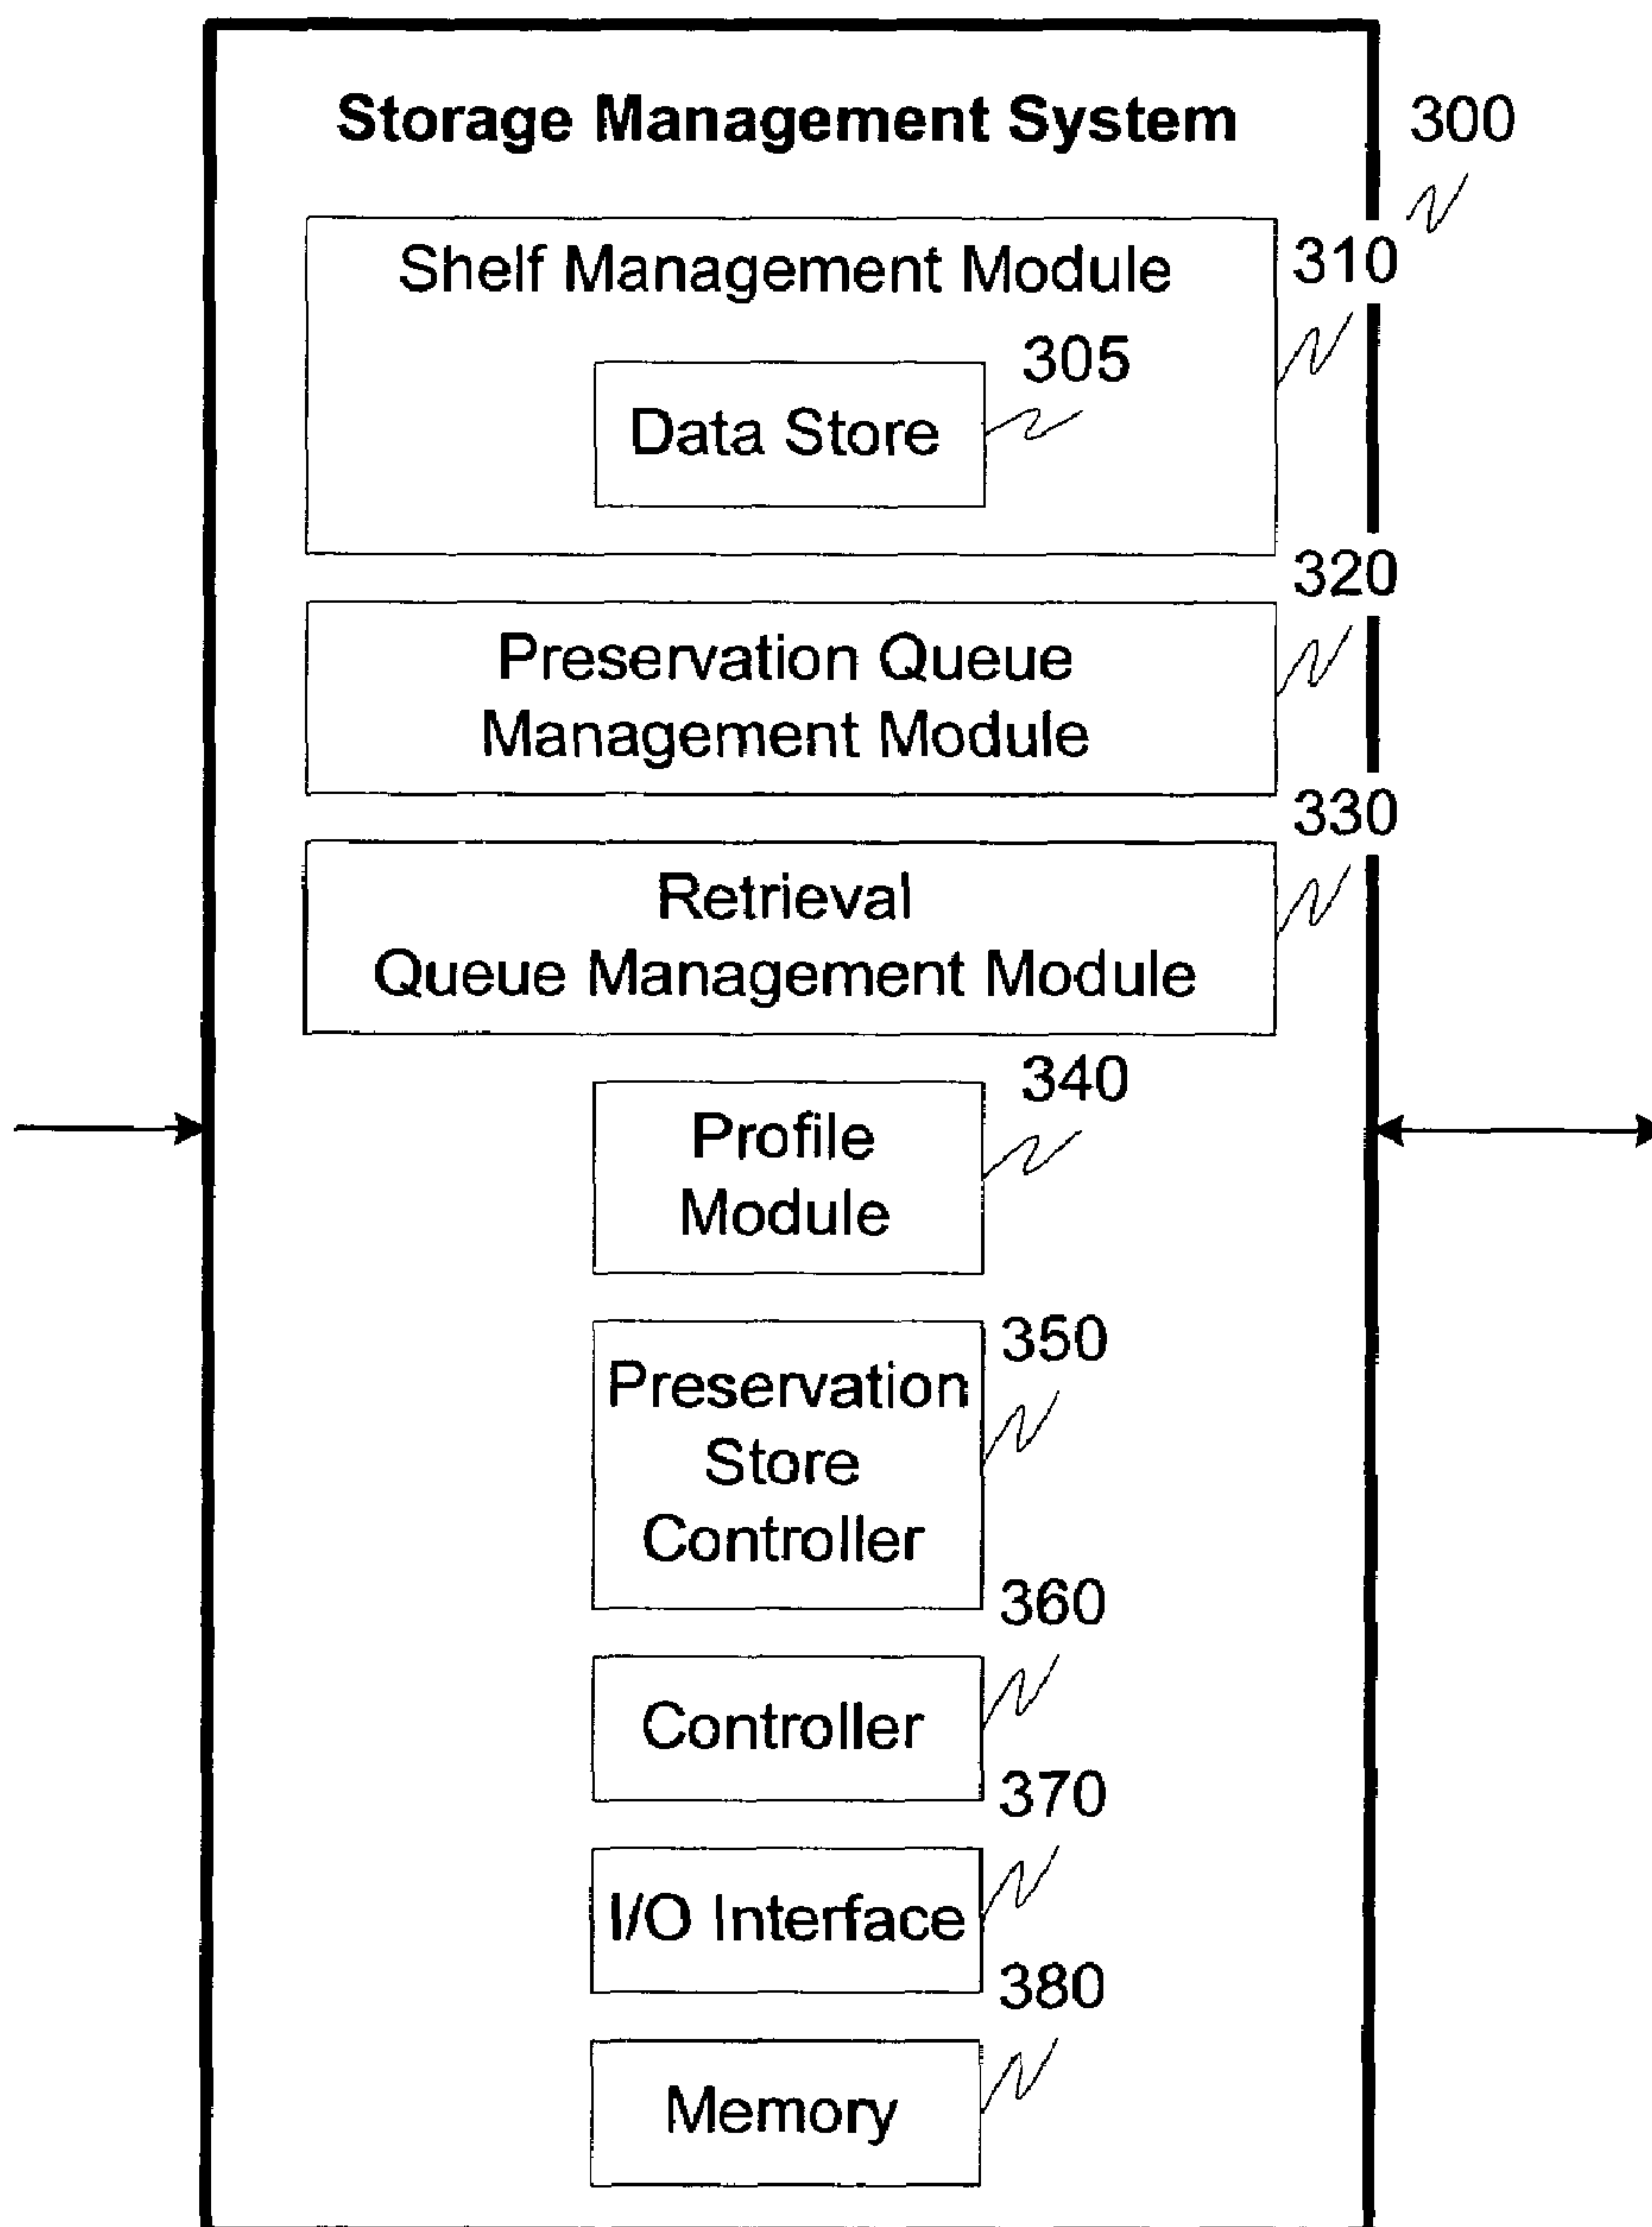 Storage Management System
300
Shelf Management Module
310
305
Data Store
320
Preservation Queue
Management Module
330
Retrieval
Queue Management Module
340
Profile
Module
350
Preservation
Store
Controller
360
Controller
370
I/O Interface
380
Memory